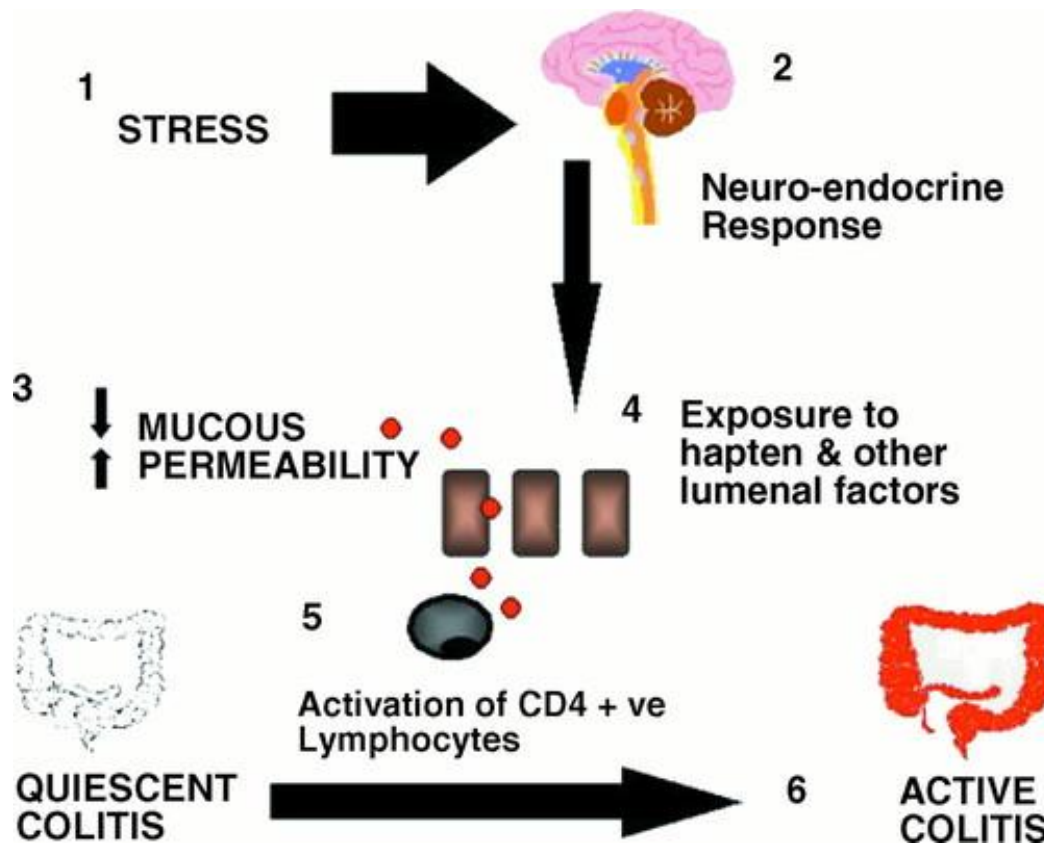 1
STRESS
2
Neuro-endocrine
Response
3
MUCOUS
PERMEABILITY
4
Exposure to
hapten & other
lumenal factors
5
Activation of CD4 + ve
Lymphocytes
QUIESCENT
COLITIS
6
ACTIVE
COLITIS